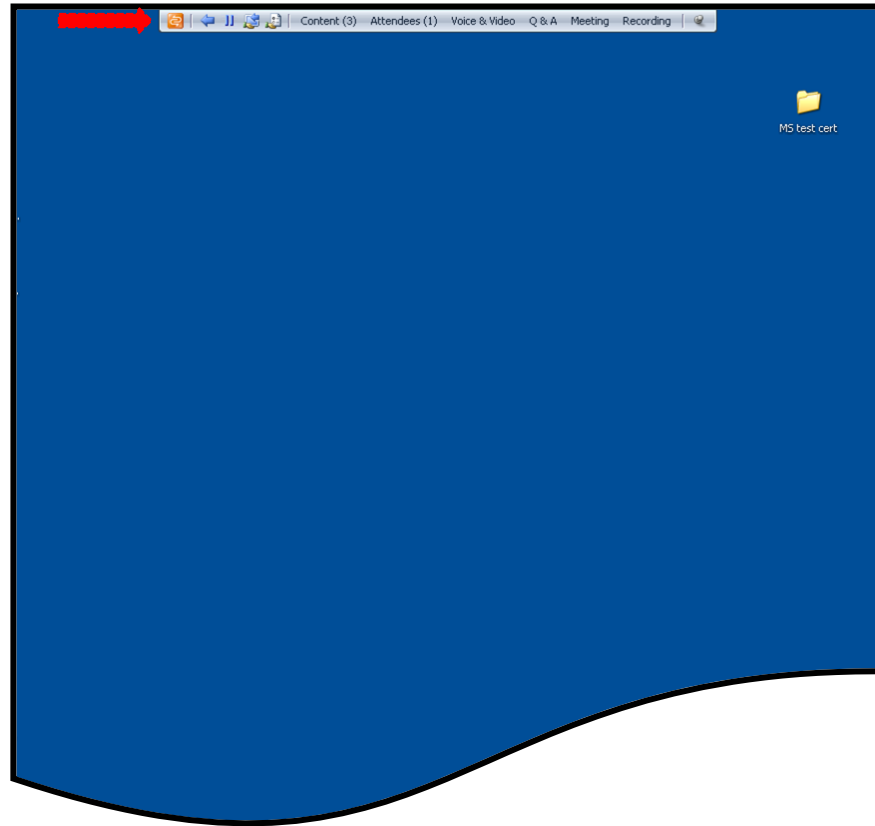 Content (3) Attendees (1) Voice & Video Q & A Meeting Recording
MS test cert